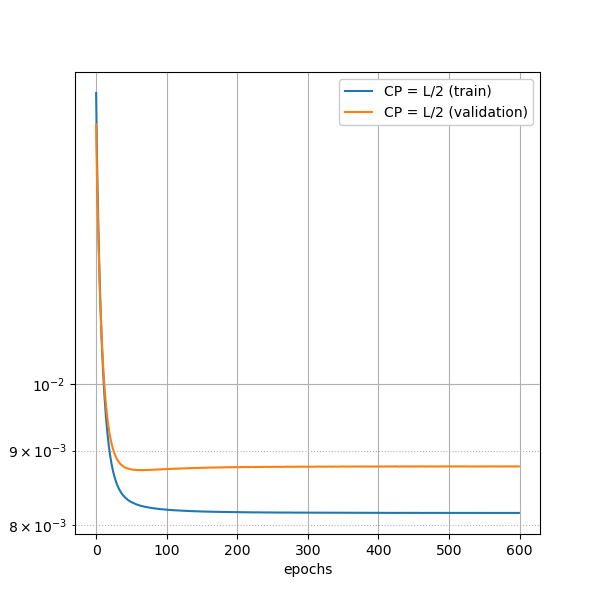 CP = L/2 (train)
CP = L/2 (validation)
10⁻²
9 × 10⁻³
8 × 10⁻³
0 100 200 300 400 500 600
epochs